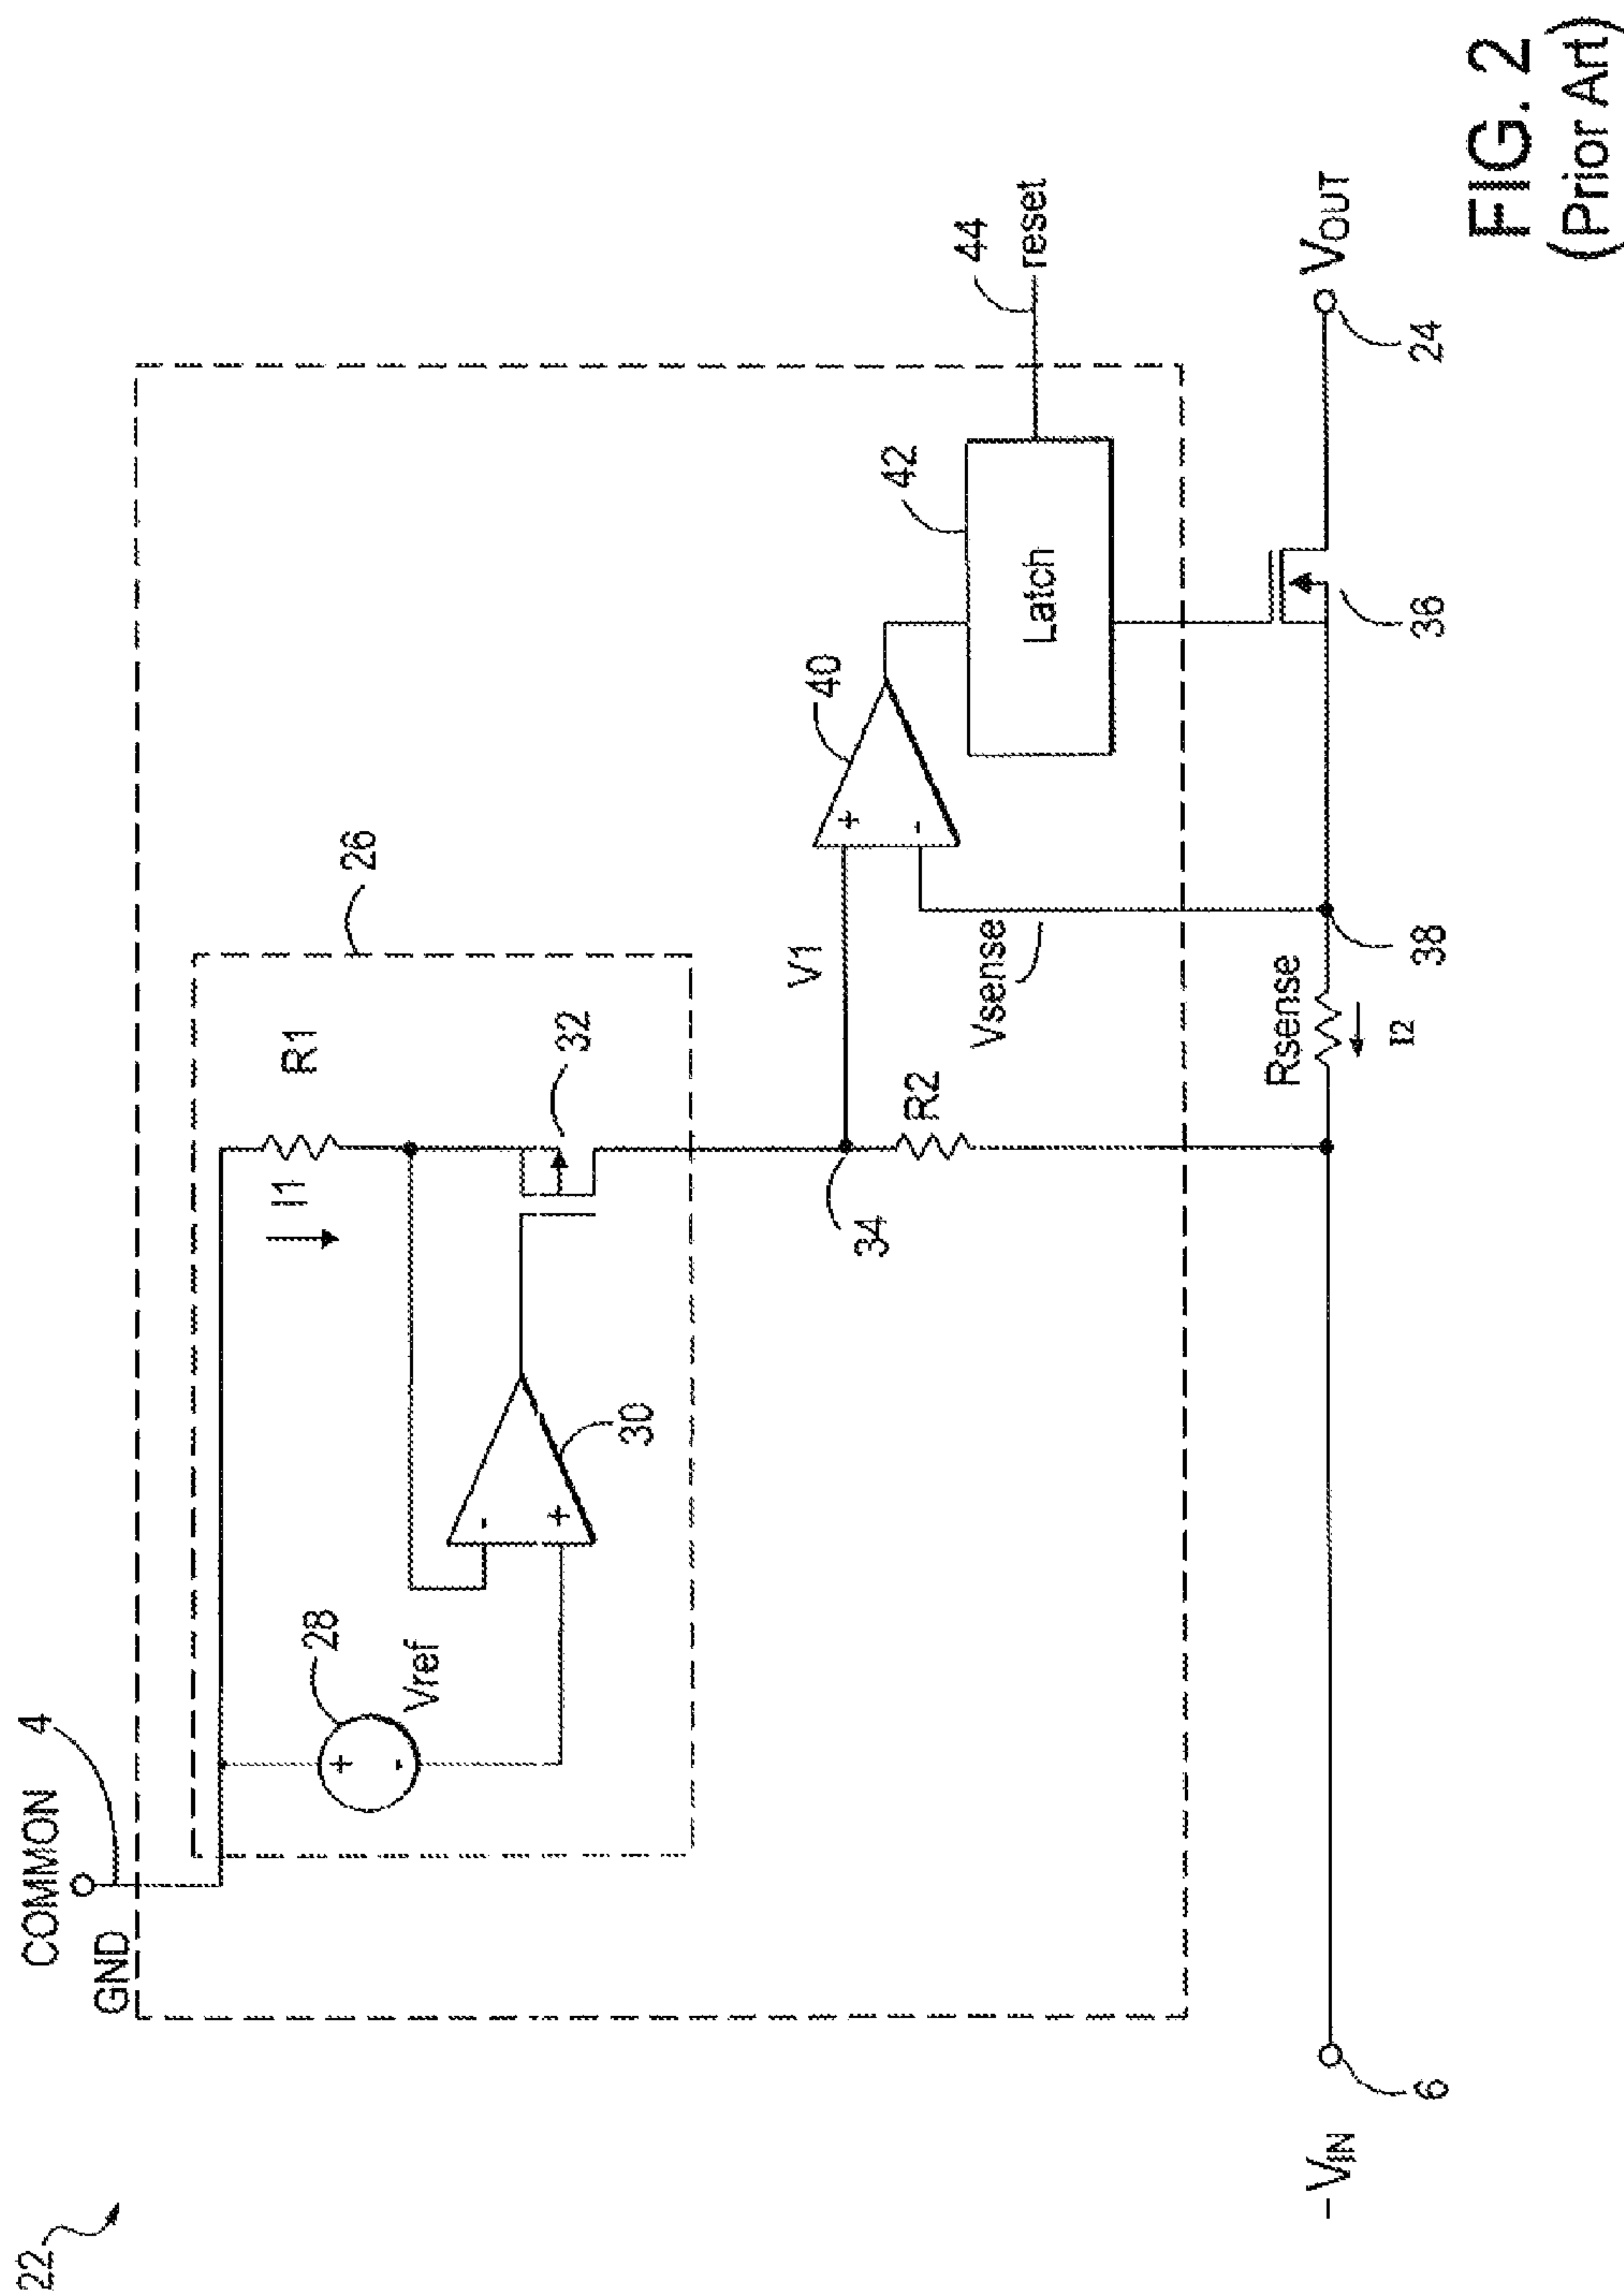 22
COMMON
4
GND
26
R1
I1
28
Vref
-
+
+
-
30
32
34
V1
R2
40
+
-
42
Latch
44
reset
Vsense
Rsense
I2
38
36
-VIN
6
VOUT
24
FIG. 2
(Prior Art)